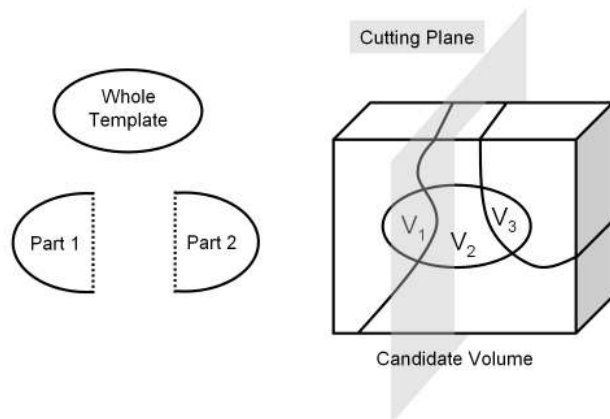 Cutting Plane
Whole
Template
Part 1
Part 2
V1
V2
V3
Candidate Volume